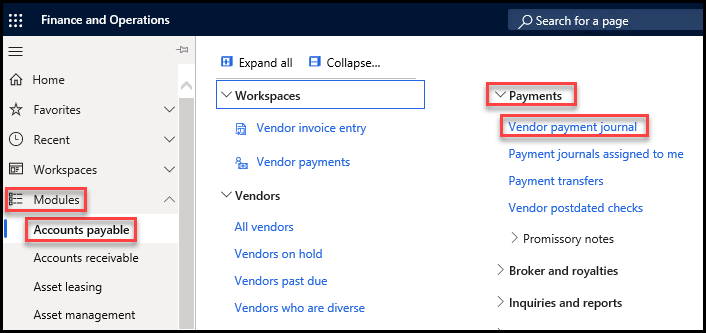 Finance and Operations
Search for a page
Home
Favorites
Recent
Workspaces
Modules
Accounts payable
Accounts receivable
Asset leasing
Asset management
Expand all
Collapse...
Workspaces
Vendor invoice entry
Vendor payments
Vendors
All vendors
Vendors on hold
Vendors past due
Vendors who are diverse
Payments
Vendor payment journal
Payment journals assigned to me
Payment transfers
Vendor postdated checks
Promissory notes
Broker and royalties
Inquiries and reports